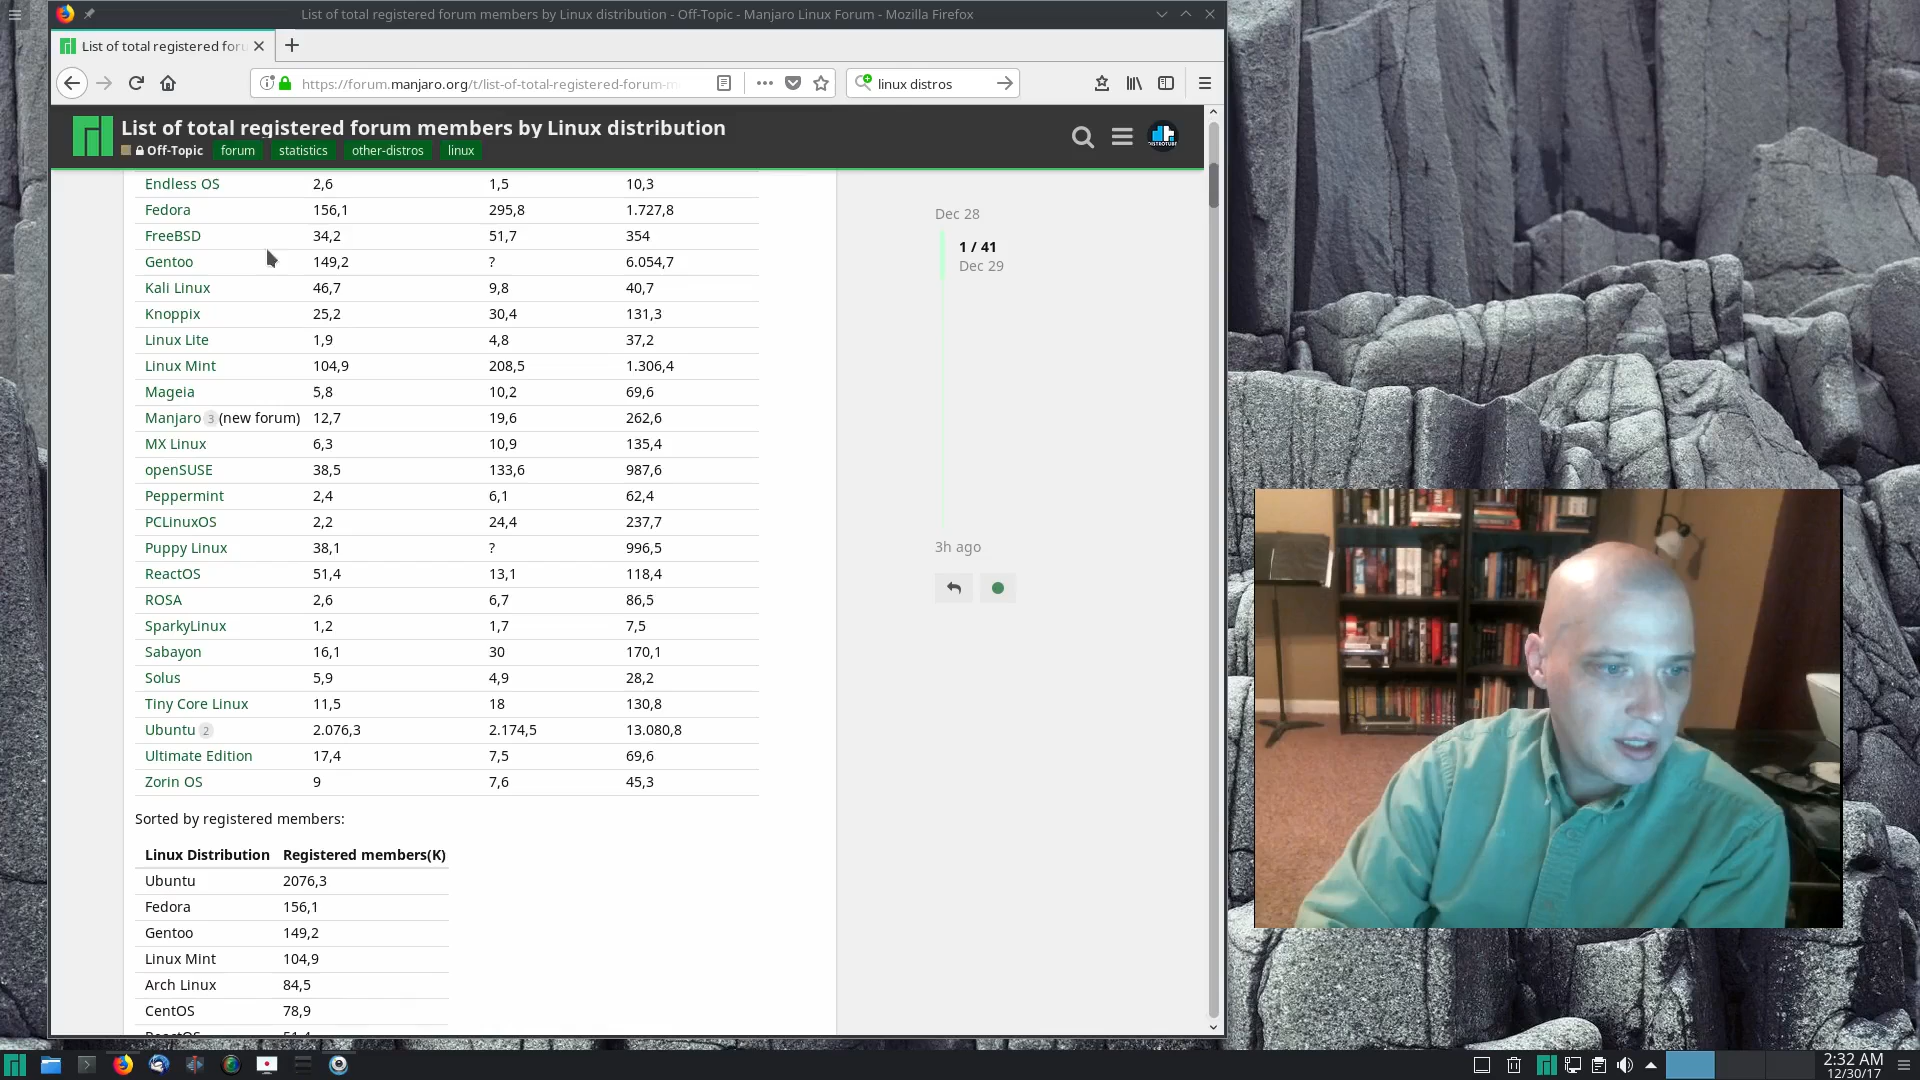 List of total registered forum members by Linux distribution - Off-Topic - Manjaro Linux Forum - Mozilla Firefox
List of total registered foru
https://forum.manjaro.org/t/list-of-total-registered-forum-m
linux distros
List of total registered forum members by Linux distribution
Off-Topic forum statistics other-distros linux
Endless OS 2,6 1,5 10,3
Fedora 156,1 295,8 1.727,8
FreeBSD 34,2 51,7 354
Gentoo 149,2 ? 6.054,7
Kali Linux 46,7 9,8 40,7
Knoppix 25,2 30,4 131,3
Linux Lite 1,9 4,8 37,2
Linux Mint 104,9 208,5 1.306,4
Mageia 5,8 10,2 69,6
Manjaro 3 (new forum) 12,7 19,6 262,6
MX Linux 6,3 10,9 135,4
openSUSE 38,5 133,6 987,6
Peppermint 2,4 6,1 62,4
PCLinuxOS 2,2 24,4 237,7
Puppy Linux 38,1 ? 996,5
ReactOS 51,4 13,1 118,4
ROSA 2,6 6,7 86,5
SparkyLinux 1,2 1,7 7,5
Sabayon 16,1 30 170,1
Solus 5,9 4,9 28,2
Tiny Core Linux 11,5 18 130,8
Ubuntu 2 2.076,3 2.174,5 13.080,8
Ultimate Edition 17,4 7,5 69,6
Zorin OS 9 7,6 45,3
Sorted by registered members:
Linux Distribution Registered members(K)
Ubuntu 2076,3
Fedora 156,1
Gentoo 149,2
Linux Mint 104,9
Arch Linux 84,5
CentOS 78,9
ReactOS 51,4
Dec 28
1 / 41
Dec 29
3h ago
2:32 AM
12/30/17